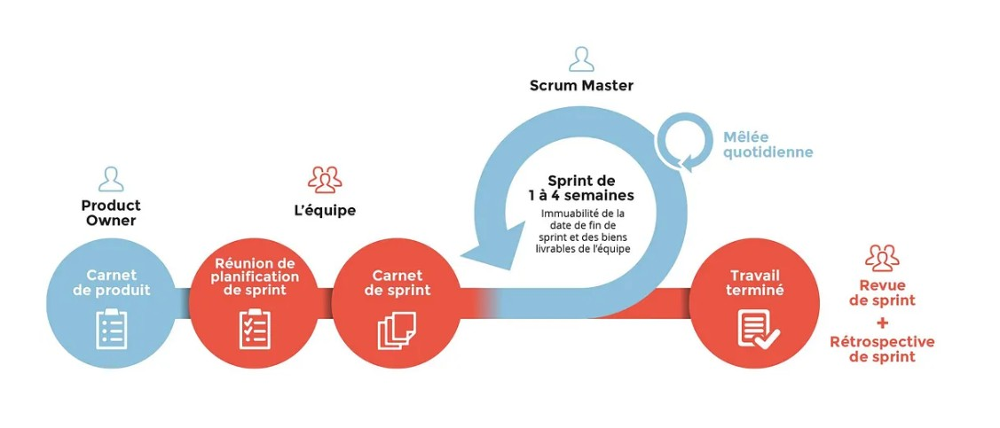 Scrum Master
Mêlée
quotidienne
Sprint de
1 à 4 semaines
Immuabilité de la
date de fin de
sprint et des biens
livrables de l'équipe
Product
Owner
L'équipe
Carnet
de produit
Réunion de
planification
de sprint
Carnet
de sprint
Travail
terminé
Revue
de sprint
+
Rétrospective
de sprint